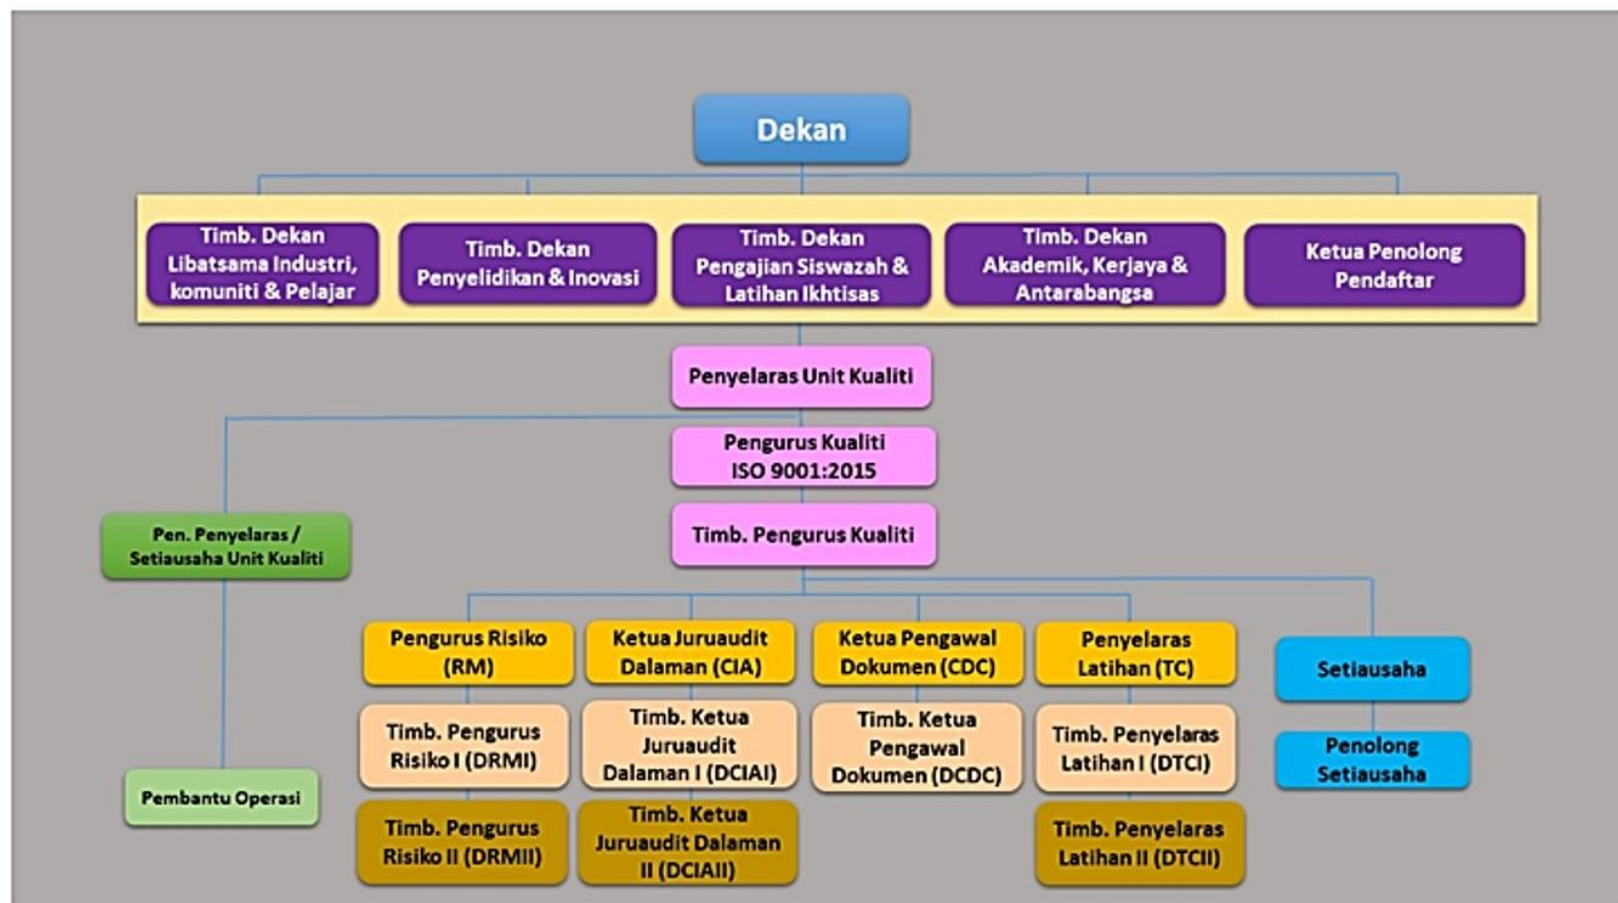 Dekan
Timb. Dekan
Libatsama Industri,
komuniti & Pelajar
Timb. Dekan
Penyelidikan & Inovasi
Timb. Dekan
Pengajian Siswazah &
Latihan Ikhtisas
Timb. Dekan
Akademik, Kerjaya &
Antarabangsa
Ketua Penolong
Pendaftar
Penyelaras Unit Kualiti
Pengurus Kualiti
ISO 9001:2015
Timb. Pengurus Kualiti
Pen. Penyelaras /
Setiausaha Unit Kualiti
Pembantu Operasi
Pengurus Risiko
(RM)
Ketua Juruaudit
Dalaman (CIA)
Ketua Pengawal
Dokumen (CDC)
Penyelaras
Latihan (TC)
Setiausaha
Timb. Pengurus
Risiko I (DRMI)
Timb. Ketua
Juruaudit
Dalaman I (DCIAI)
Timb. Ketua
Pengawal
Dokumen (DCDC)
Timb. Penyelaras
Latihan I (DTCI)
Penolong
Setiausaha
Timb. Pengurus
Risiko II (DRMII)
Timb. Ketua
Juruaudit Dalaman
II (DCIAII)
Timb. Penyelaras
Latihan II (DTCII)